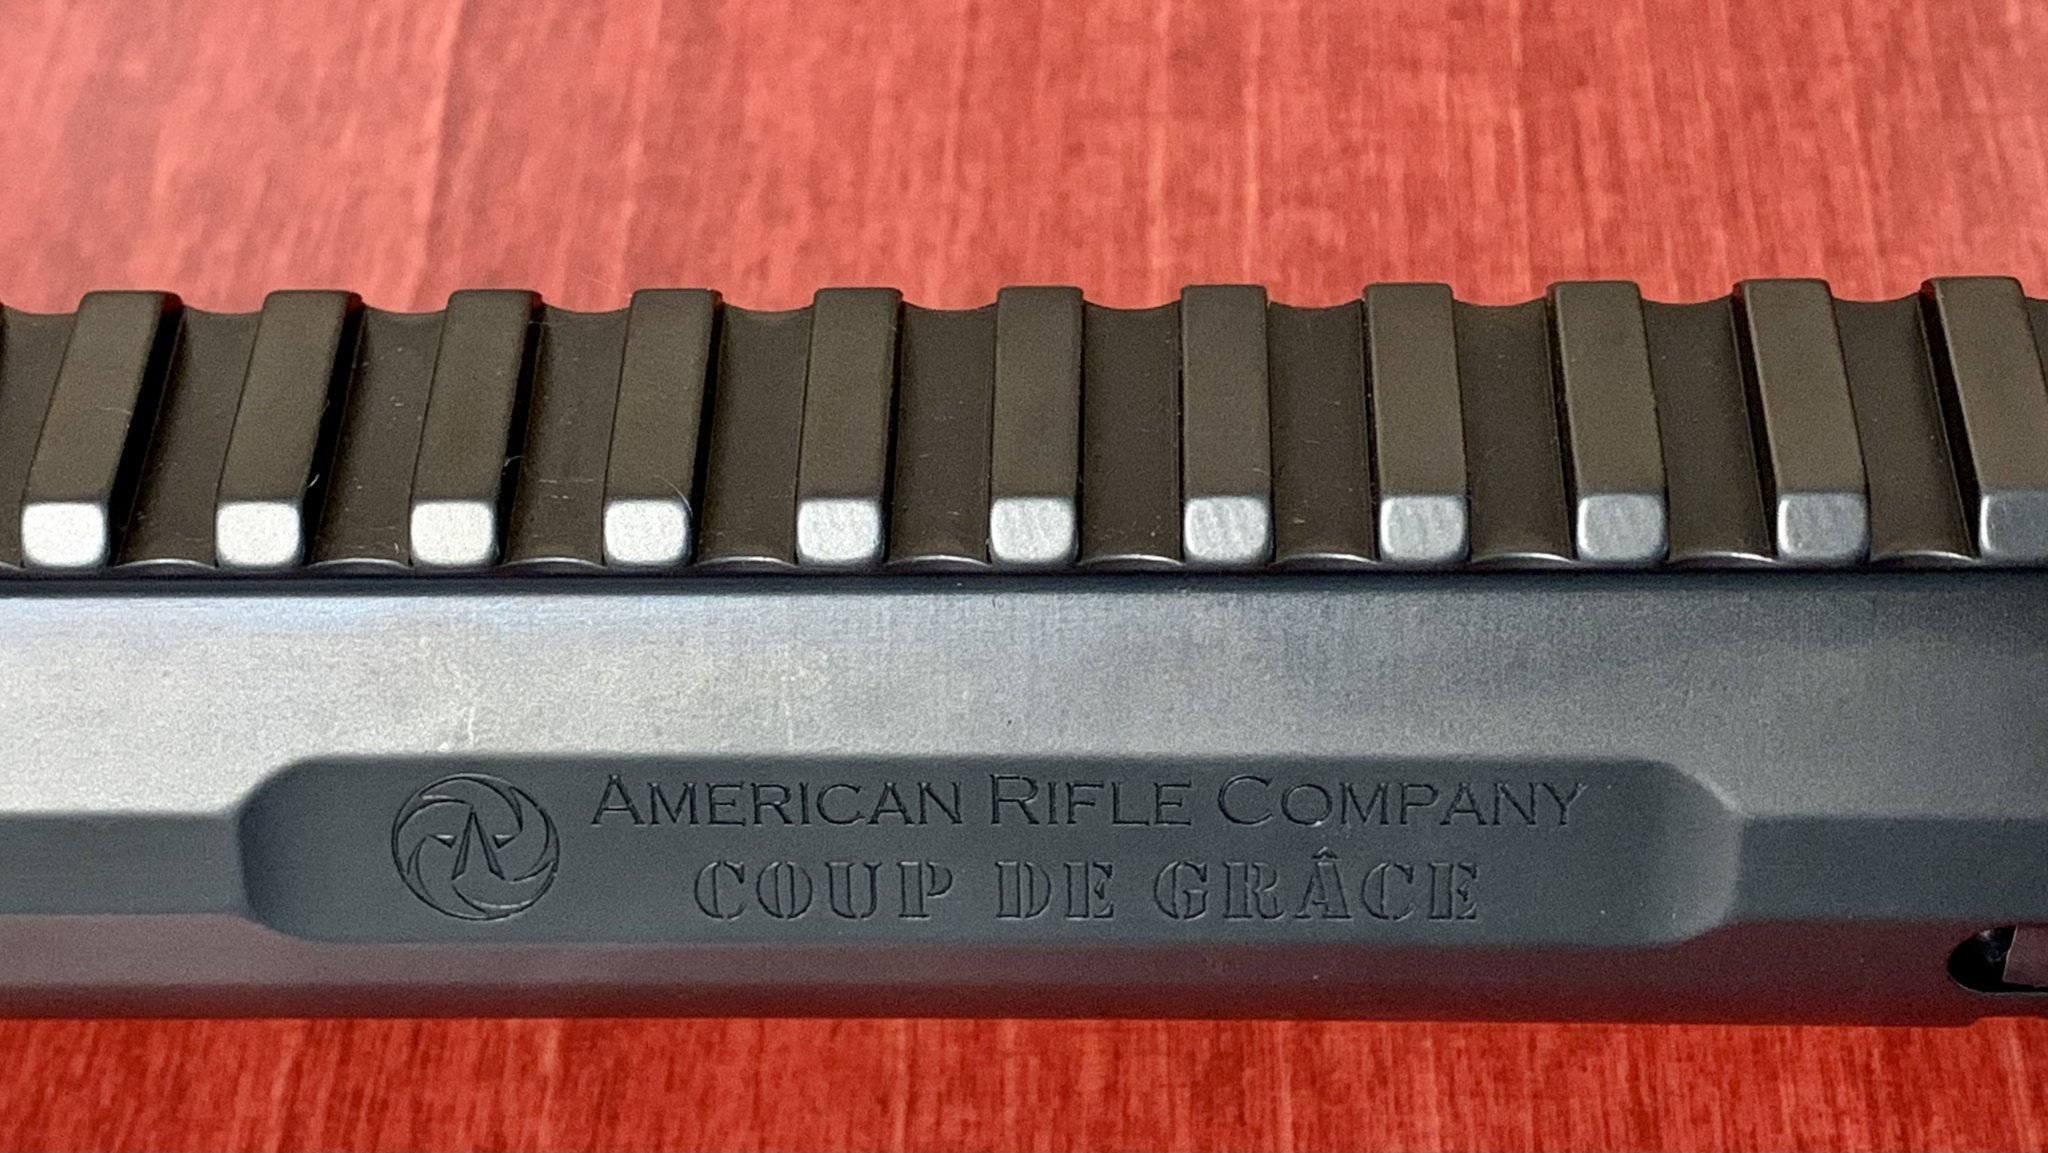 AMERICAN RIFLE COMPANY
COUP DE GRÂCE